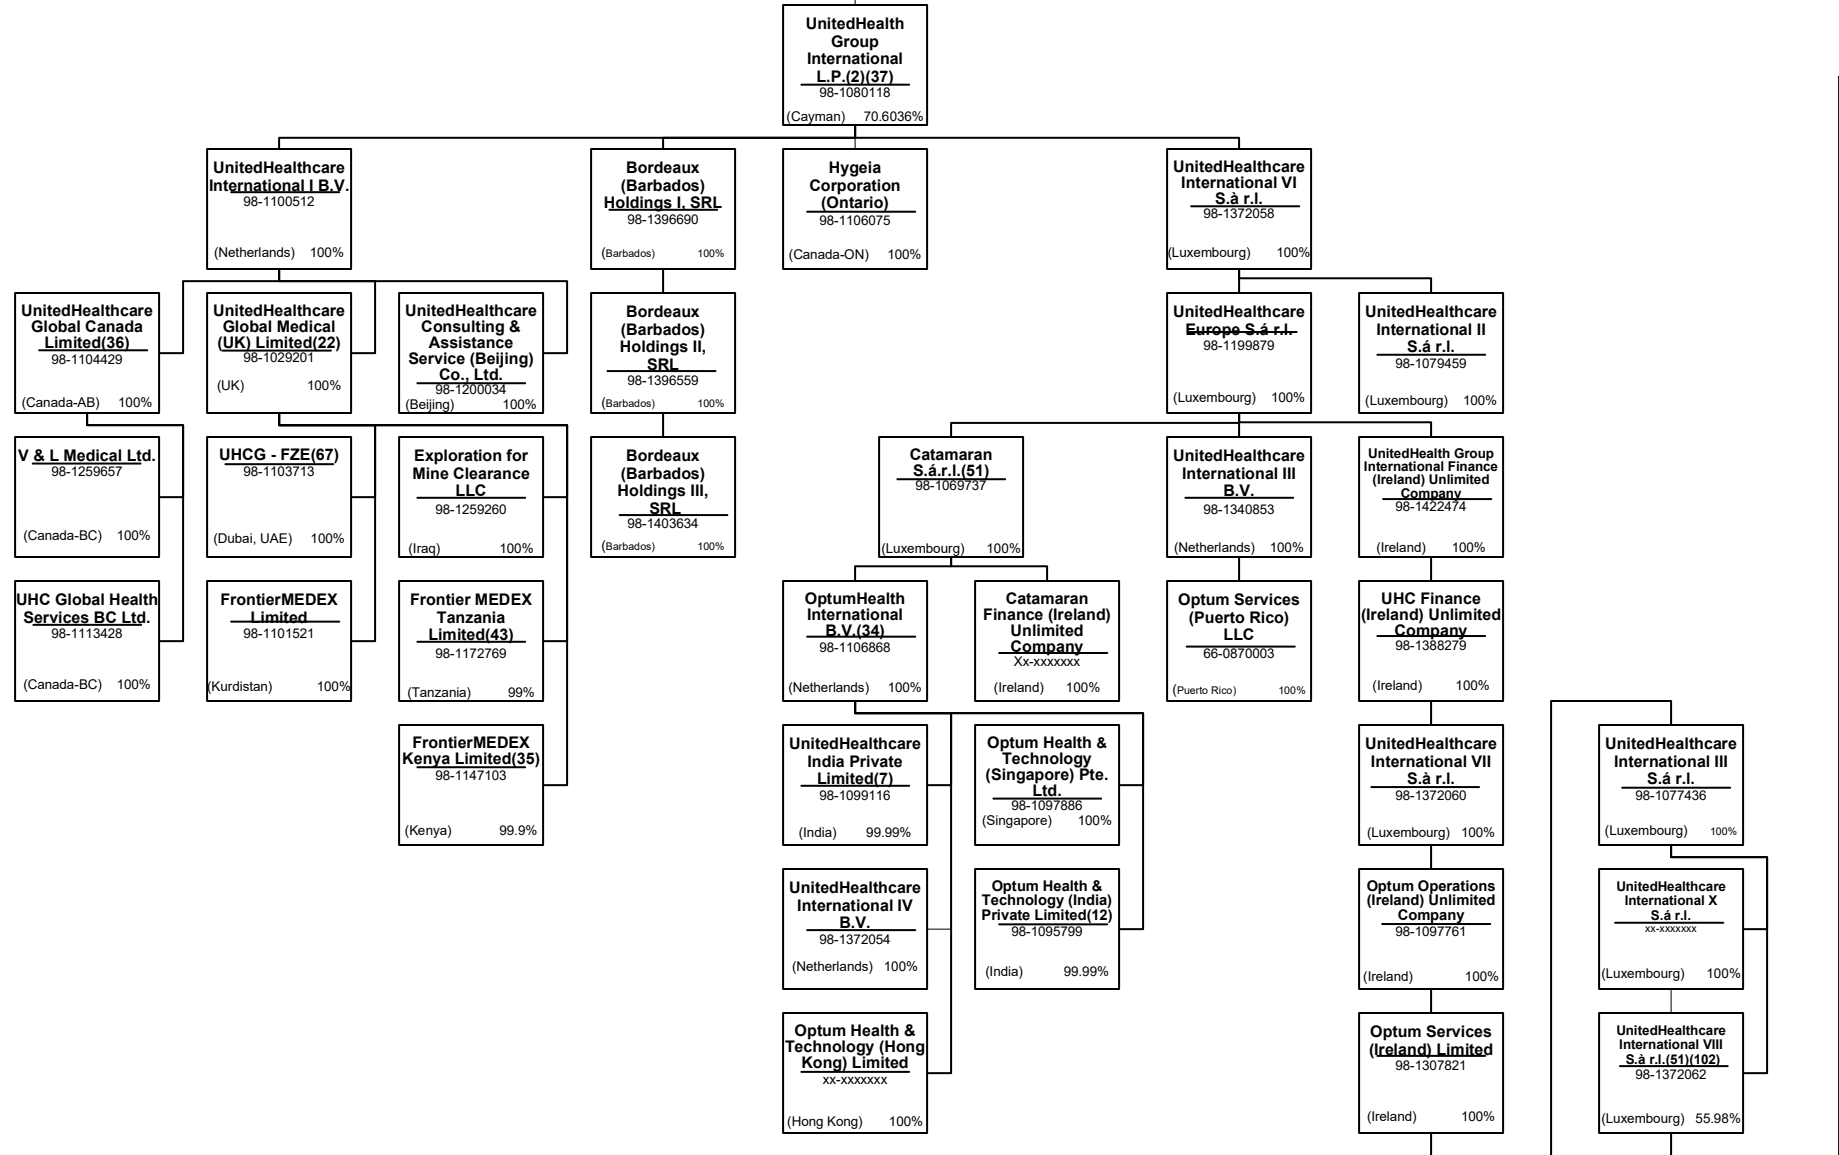 UnitedHealth
Group
International
L.P.(2)(37)
98-1080118
(Cayman) 70.6036%
UnitedHealthcare
International I B.V.
98-1100512
(Netherlands) 100%
Bordeaux
(Barbados)
Holdings I, SRL
98-1396690
(Barbados) 100%
Hygeia
Corporation
(Ontario)
98-1106075
(Canada-ON) 100%
UnitedHealthcare
International VI
S.à r.l.
98-1372058
(Luxembourg) 100%
UnitedHealthcare
Global Canada
Limited(36)
98-1104429
(Canada-AB) 100%
UnitedHealthcare
Global Medical
(UK) Limited(22)
98-1029201
(UK) 100%
UnitedHealthcare
Consulting &
Assistance
Service (Beijing)
Co., Ltd.
98-1200034
(Beijing) 100%
Bordeaux
(Barbados)
Holdings II,
SRL
98-1396559
(Barbados) 100%
UnitedHealthcare
Europe S.á r.l.
98-1199879
(Luxembourg) 100%
UnitedHealthcare
International II
S.á r.l.
98-1079459
(Luxembourg) 100%
V & L Medical Ltd.
98-1259657
(Canada-BC) 100%
UHCG - FZE(67)
98-1103713
(Dubai, UAE) 100%
Exploration for
Mine Clearance
LLC
98-1259260
(Iraq) 100%
Bordeaux
(Barbados)
Holdings III,
SRL
98-1403634
(Barbados) 100%
Catamaran
S.á.r.l.(51)
98-1069737
(Luxembourg) 100%
UnitedHealthcare
International III
B.V.
98-1340853
(Netherlands) 100%
UnitedHealth Group
International Finance
(Ireland) Unlimited
Company
98-1422474
(Ireland) 100%
UHC Global Health
Services BC Ltd.
98-1113428
(Canada-BC) 100%
FrontierMEDEX
Limited
98-1101521
(Kurdistan) 100%
Frontier MEDEX
Tanzania
Limited(43)
98-1172769
(Tanzania) 99%
OptumHealth
International
B.V.(34)
98-1106868
(Netherlands) 100%
Catamaran
Finance (Ireland)
Unlimited
Company
Xx-xxxxxxx
(Ireland) 100%
Optum Services
(Puerto Rico)
LLC
66-0870003
(Puerto Rico) 100%
UHC Finance
(Ireland) Unlimited
Company
98-1388279
(Ireland) 100%
FrontierMEDEX
Kenya Limited(35)
98-1147103
(Kenya) 99.9%
UnitedHealthcare
India Private
Limited(7)
98-1099116
(India) 99.99%
Optum Health &
Technology
(Singapore) Pte.
Ltd.
98-1097886
(Singapore) 100%
UnitedHealthcare
International VII
S.à r.l.
98-1372060
(Luxembourg) 100%
UnitedHealthcare
International III
S.á r.l.
98-1077436
(Luxembourg) 100%
UnitedHealthcare
International IV
B.V.
98-1372054
(Netherlands) 100%
Optum Health &
Technology (India)
Private Limited(12)
98-1095799
(India) 99.99%
Optum Operations
(Ireland) Unlimited
Company
98-1097761
(Ireland) 100%
UnitedHealthcare
International X
S.á r.l.
xx-xxxxxxx
(Luxembourg) 100%
Optum Health &
Technology (Hong
Kong) Limited
xx-xxxxxxx
(Hong Kong) 100%
Optum Services
(Ireland) Limited
98-1307821
(Ireland) 100%
UnitedHealthcare
International VIII
S.à r.l.(51)(102)
98-1372062
(Luxembourg) 55.98%